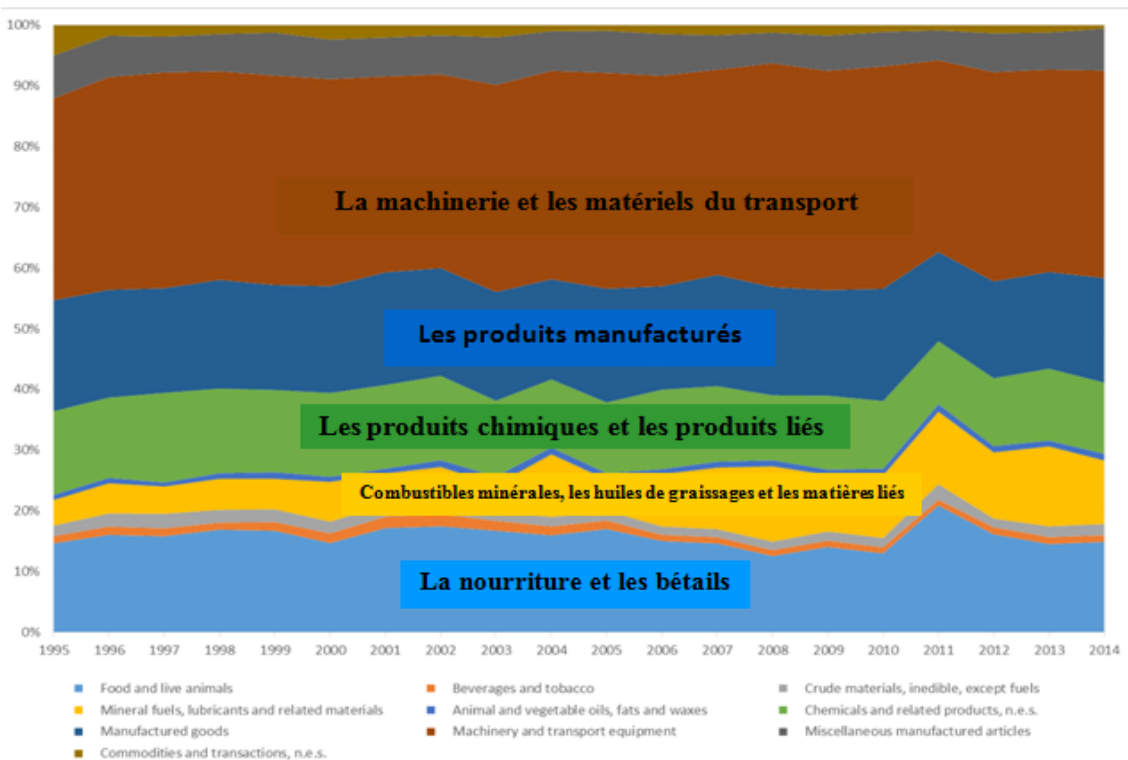 100%
90%
80%
70%
60%
50%
40%
30%
20%
10%
0%
La machinerie et les matériels du transport
Les produits manufacturés
Les produits chimiques et les produits liés
Combustibles minérales, les huiles de graissages et les matières liés
La nourriture et les bétails
1995 1996 1997 1998 1999 2000 2001 2002 2003 2004 2005 2006 2007 2008 2009 2010 2011 2012 2013 2014
Food and live animals Beverages and tobacco Crude materials, inedible, except fuels
Mineral fuels, lubricants and related materials Animal and vegetable oils, fats and waxes Chemicals and related products, n.e.s.
Manufactured goods Machinery and transport equipment Miscellaneous manufactured articles
Commodities and transactions, n.e.s.